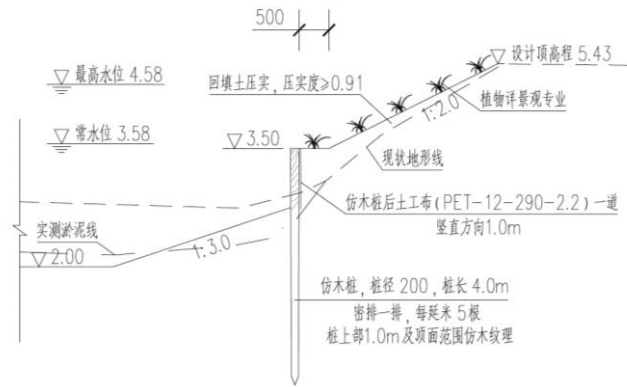 500
最高水位 4.58
设计顶高程 5.43
回填土压实，压实度≥0.91
植物详景观专业
1:2.0
常水位 3.58
3.50
现状地形线
仿木桩后土工布(PET-12-290-2.2)一道
竖直方向1.0m
实测淤泥线
1:3.0
2.00
仿木桩，桩径 200，桩长 4.0m
密排一排，每延米 5根
桩上部1.0m及顶面范围仿木纹理